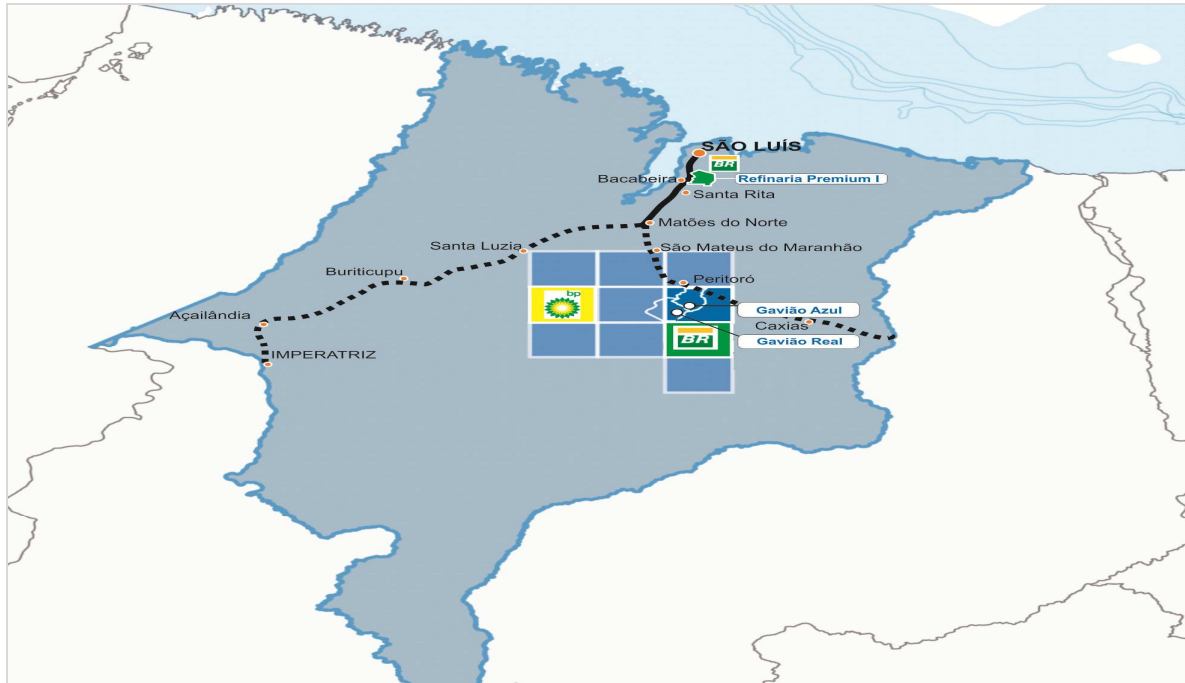 SÃO LUÍS
BR
Bacabeira
Refinaria Premium I
Santa Rita
Matões do Norte
Santa Luzia
São Mateus do Maranhão
Buriticupu
Peritoró
bp
Açailândia
Gavião Azul
Caxias
BR
Gavião Real
IMPERATRIZ